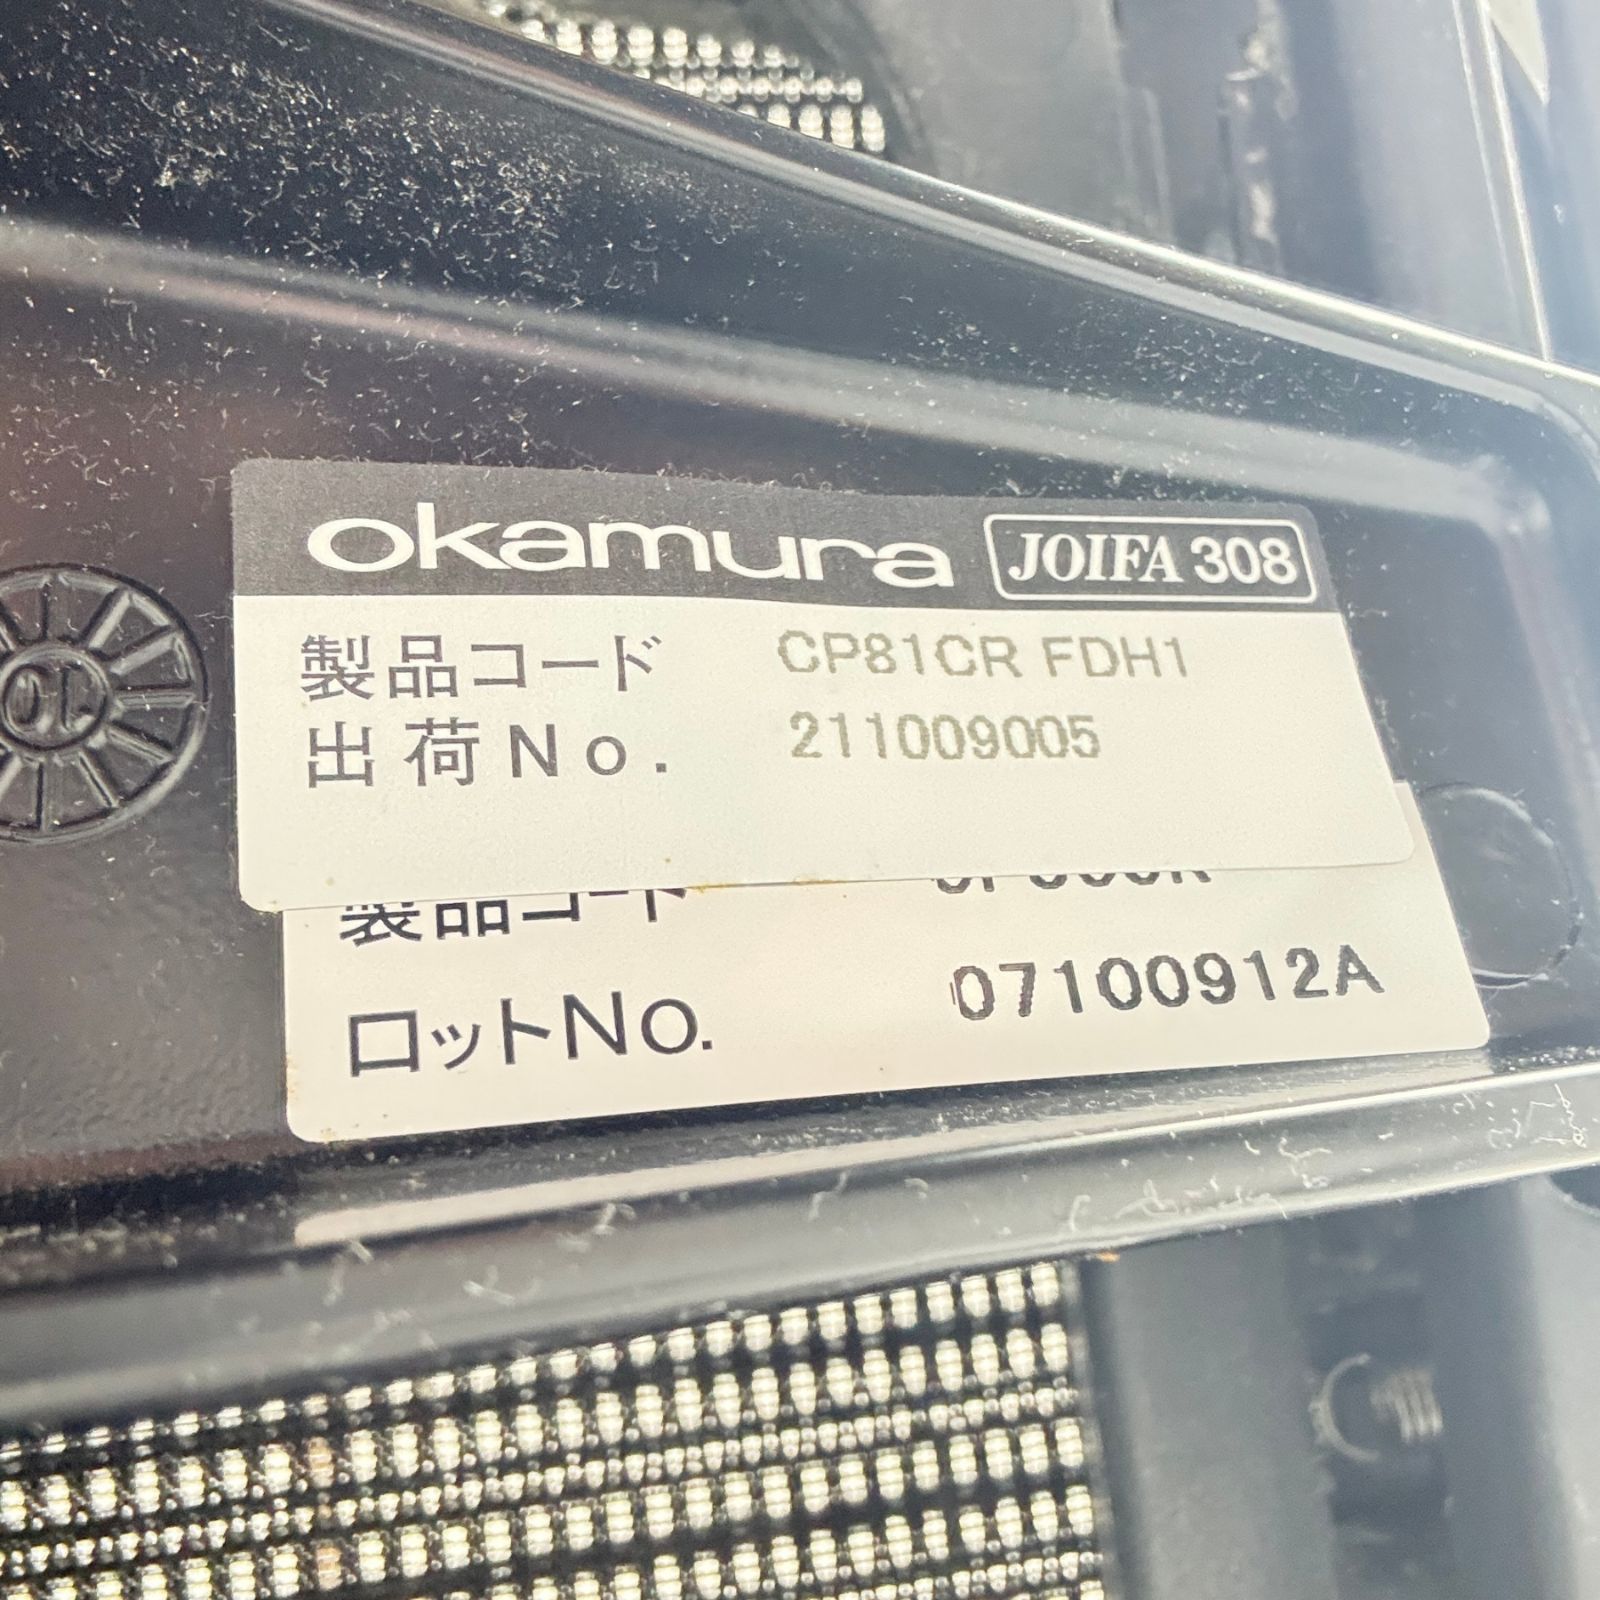 okamura JOIFA 308
製品コード CP81CR FDH1
出荷No. 211009005
製品コード
ロットNo. 07100912A
10